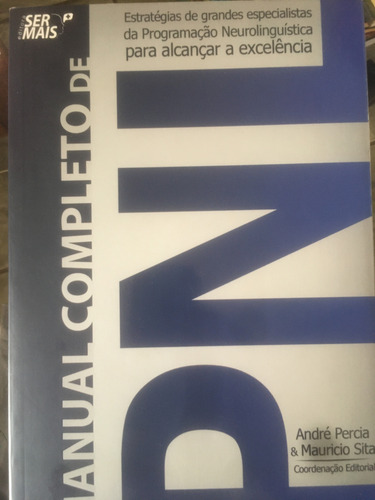 editora
SER
MAIS
Estratégias de grandes especialistas
da Programação Neurolinguística
para alcançar a excelência
MANUAL COMPLETO DE
PNL
André Percia
& Mauricio Sita
Coordenação Editorial